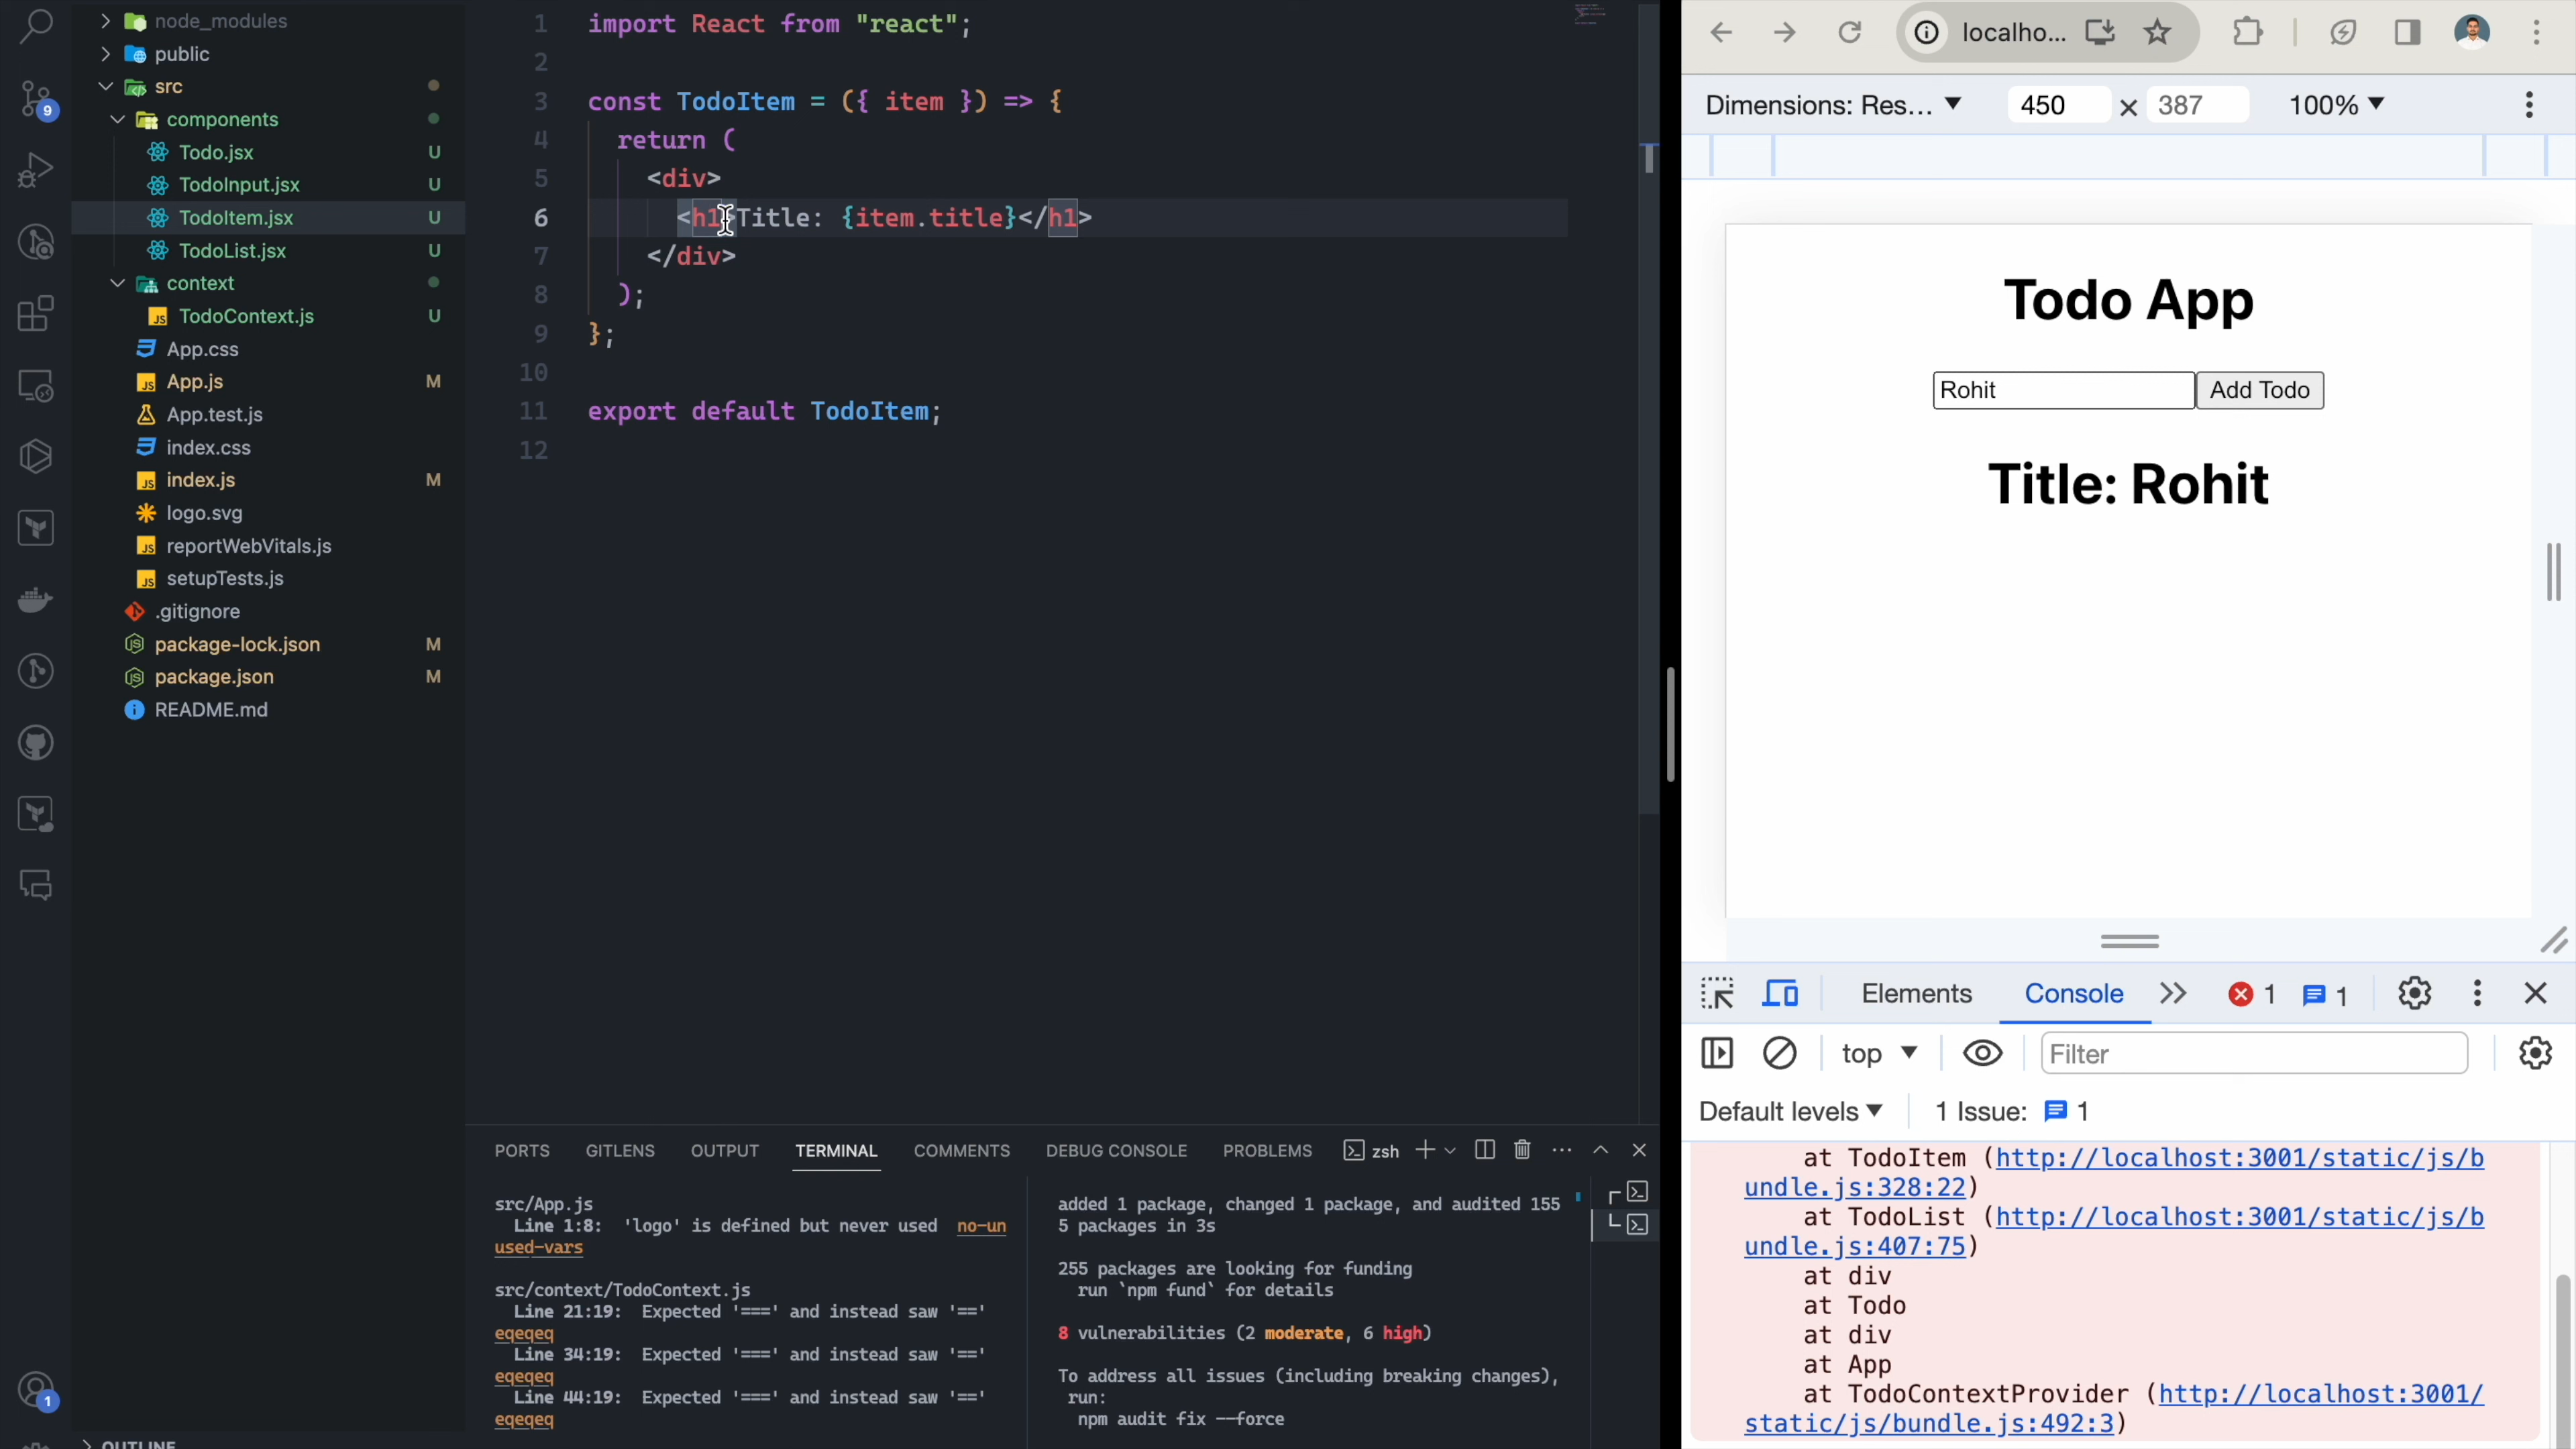 node_modules
public
src
components
Todo.jsx U
TodoInput.jsx U
TodoItem.jsx U
TodoList.jsx U
context
TodoContext.js U
App.css
App.js M
App.test.js
index.css
index.js M
logo.svg
reportWebVitals.js
setupTests.js
.gitignore
package-lock.json M
package.json M
README.md
OUTLINE
9
1
1 import React from "react";
2
3 const TodoItem = ({ item }) => {
4 return (
5 <div>
6 <h1>Title: {item.title}</h1>
7 </div>
8 );
9 };
10
11 export default TodoItem;
12
PORTS GITLENS OUTPUT TERMINAL COMMENTS DEBUG CONSOLE PROBLEMS zsh
src/App.js
Line 1:8: 'logo' is defined but never used no-un
used-vars
src/context/TodoContext.js
Line 21:19: Expected '===' and instead saw '=='
eqeqeq
Line 34:19: Expected '===' and instead saw '=='
eqeqeq
Line 44:19: Expected '===' and instead saw '=='
eqeqeq
added 1 package, changed 1 package, and audited 155
5 packages in 3s
255 packages are looking for funding
run `npm fund` for details
8 vulnerabilities (2 moderate, 6 high)
To address all issues (including breaking changes),
run:
npm audit fix --force
localho...
Dimensions: Res... 450 × 387 100%
Todo App
Rohit Add Todo
Title: Rohit
Elements Console 1 1
top Filter
Default levels 1 Issue: 1
at TodoItem (http://localhost:3001/static/js/b
undle.js:328:22)
at TodoList (http://localhost:3001/static/js/b
undle.js:407:75)
at div
at Todo
at div
at App
at TodoContextProvider (http://localhost:3001/
static/js/bundle.js:492:3)